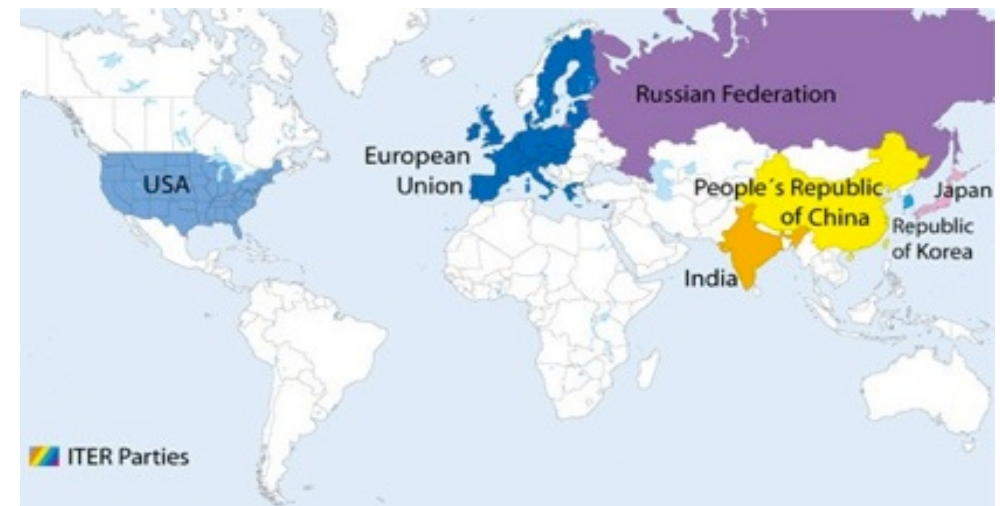 Russian Federation
European
Union
USA
People´s Republic
of China
Japan
Republic
of Korea
India
ITER Parties